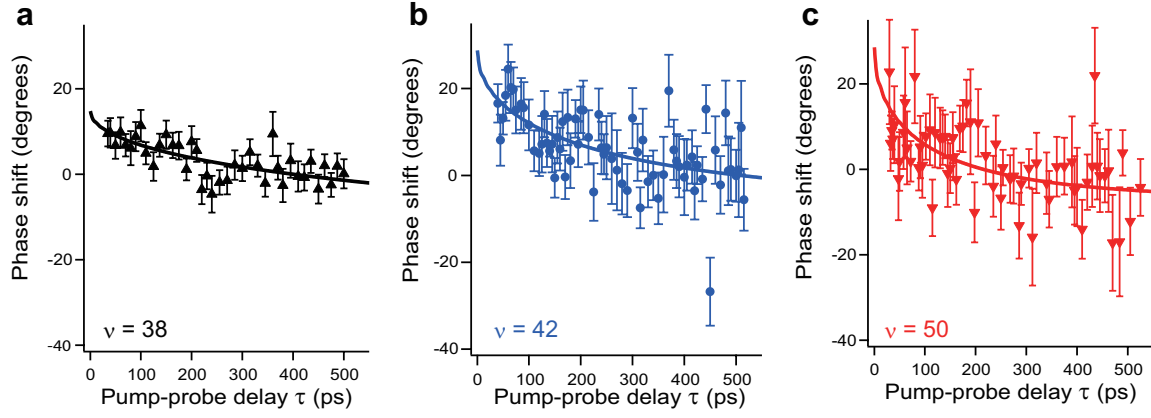 a
Phase shift (degrees)
20
0
-20
-40
ν = 38
0 100 200 300 400 500
Pump-probe delay τ (ps)
b
Phase shift (degrees)
20
0
-20
-40
ν = 42
0 100 200 300 400 500
Pump-probe delay τ (ps)
c
Phase shift (degrees)
20
0
-20
-40
ν = 50
0 100 200 300 400 500
Pump-probe delay τ (ps)